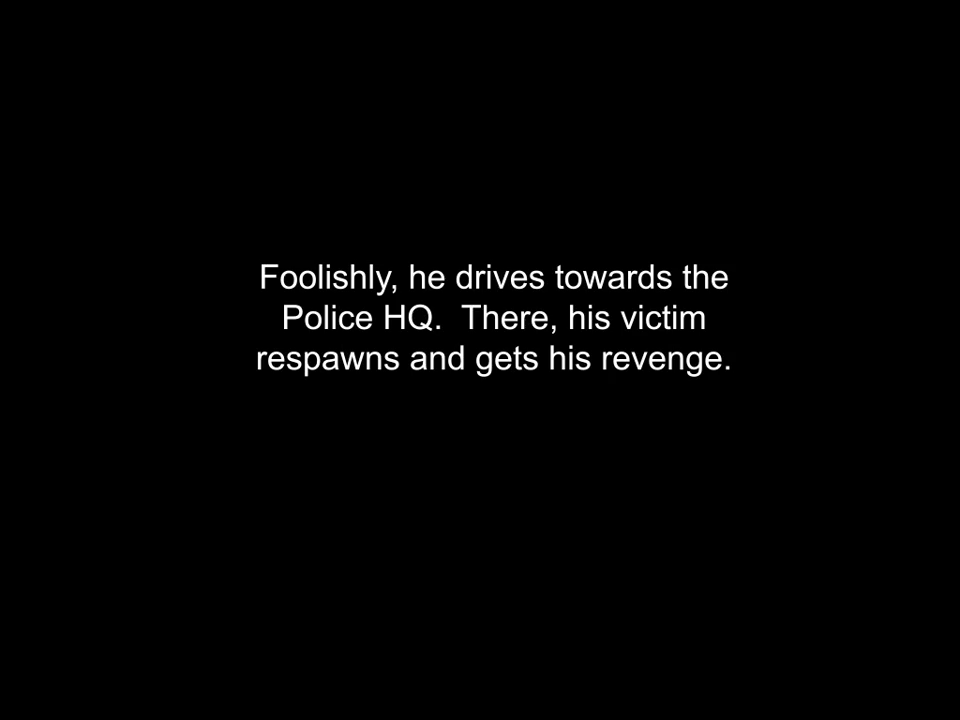 Foolishly, he drives towards the
Police HQ.  There, his victim
respawns and gets his revenge.